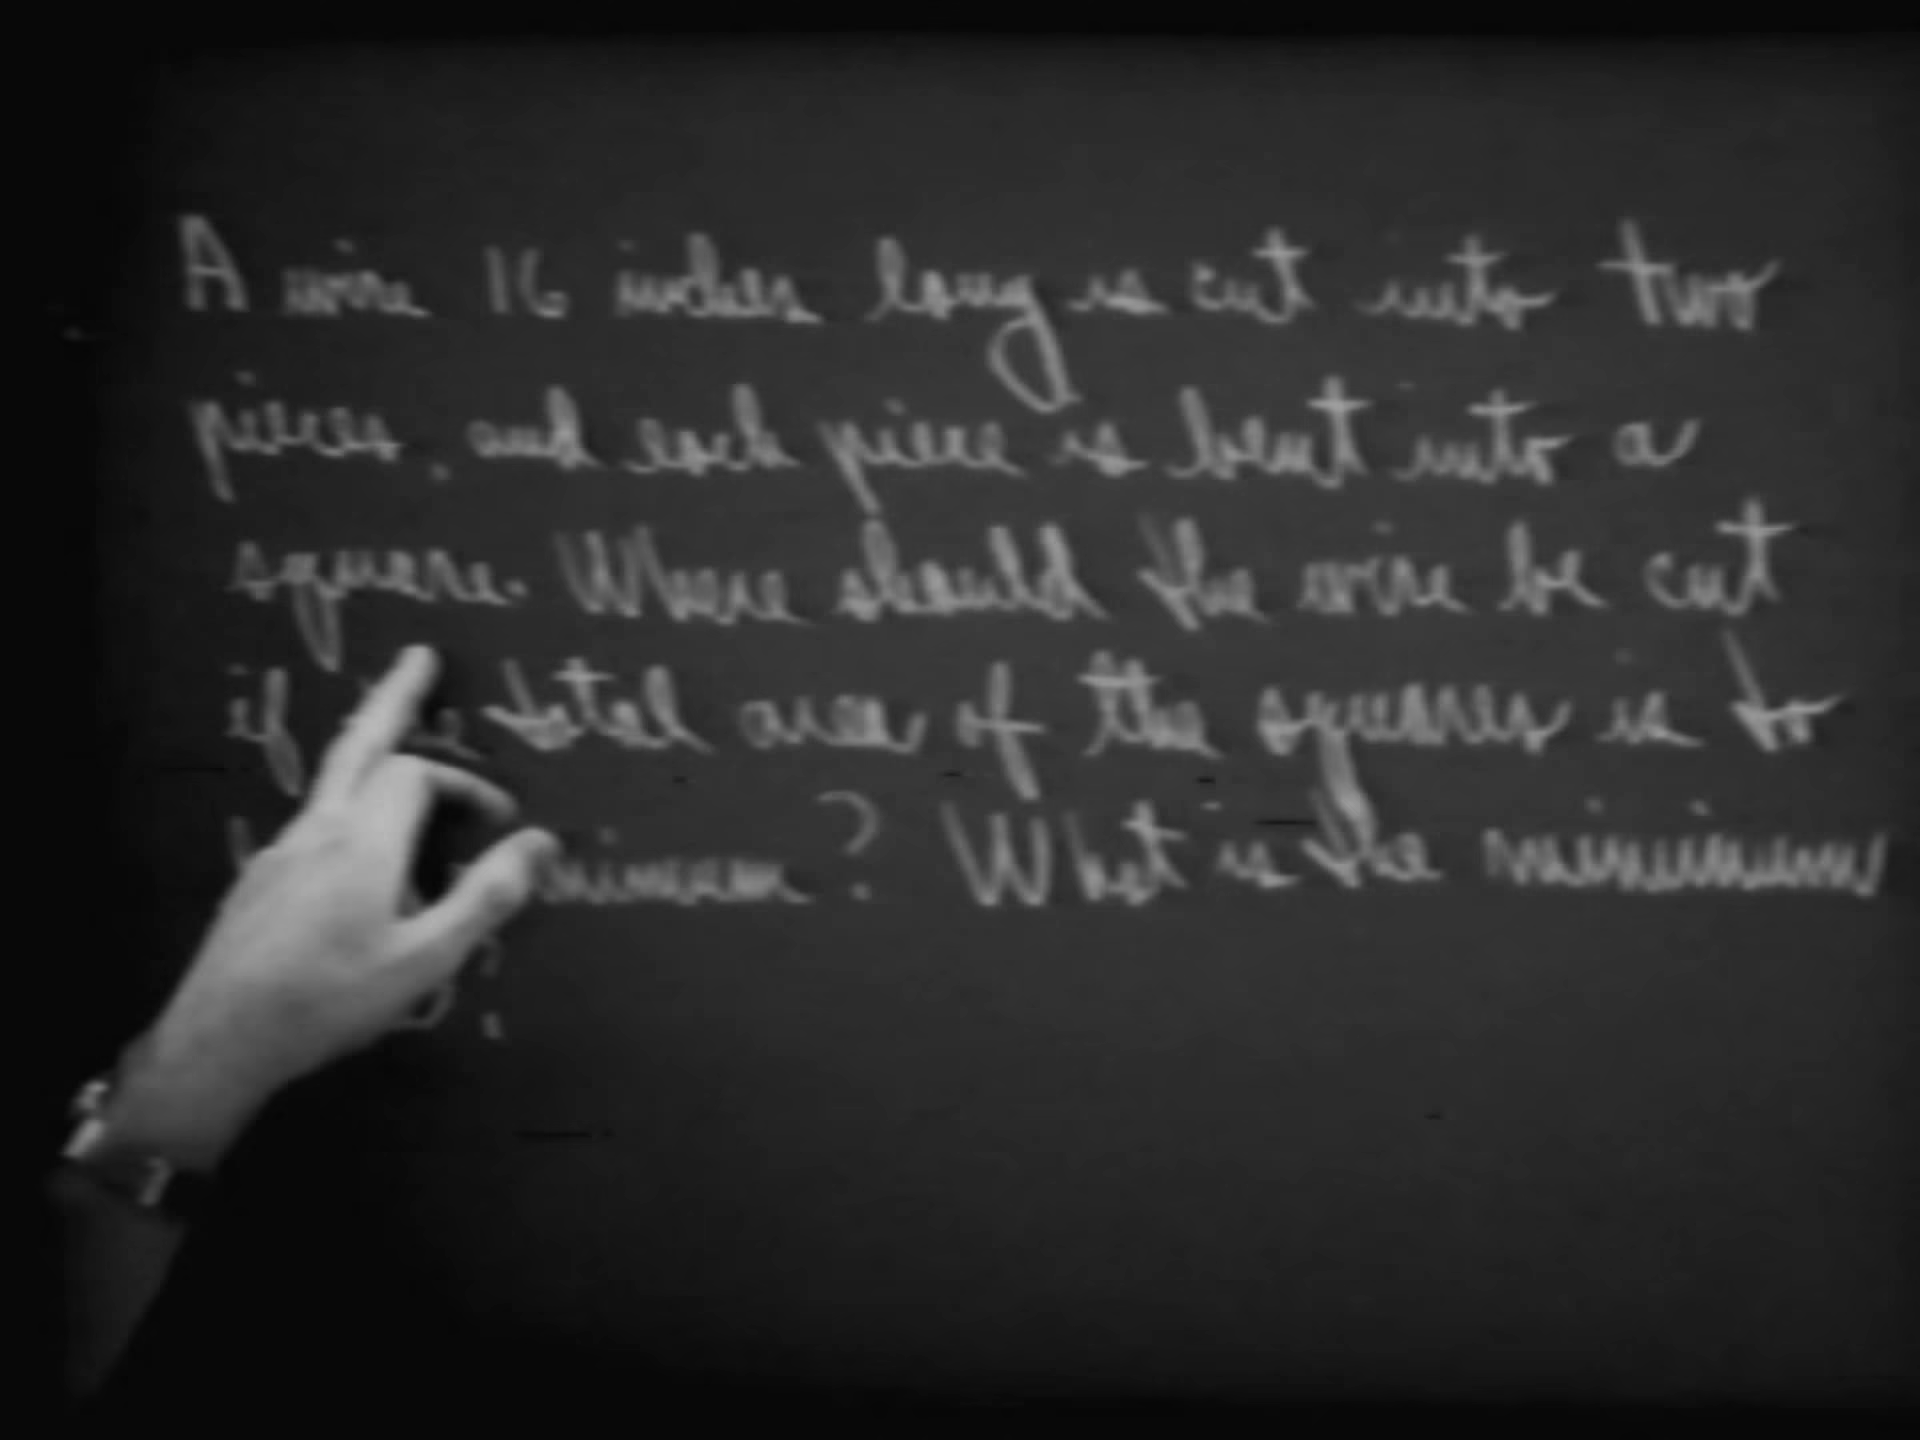 A wire 16 inches long is cut into two
pieces, and each piece is bent into a
square. Where should the wire be cut
if total area of the squares is to
? What is the minimum
?